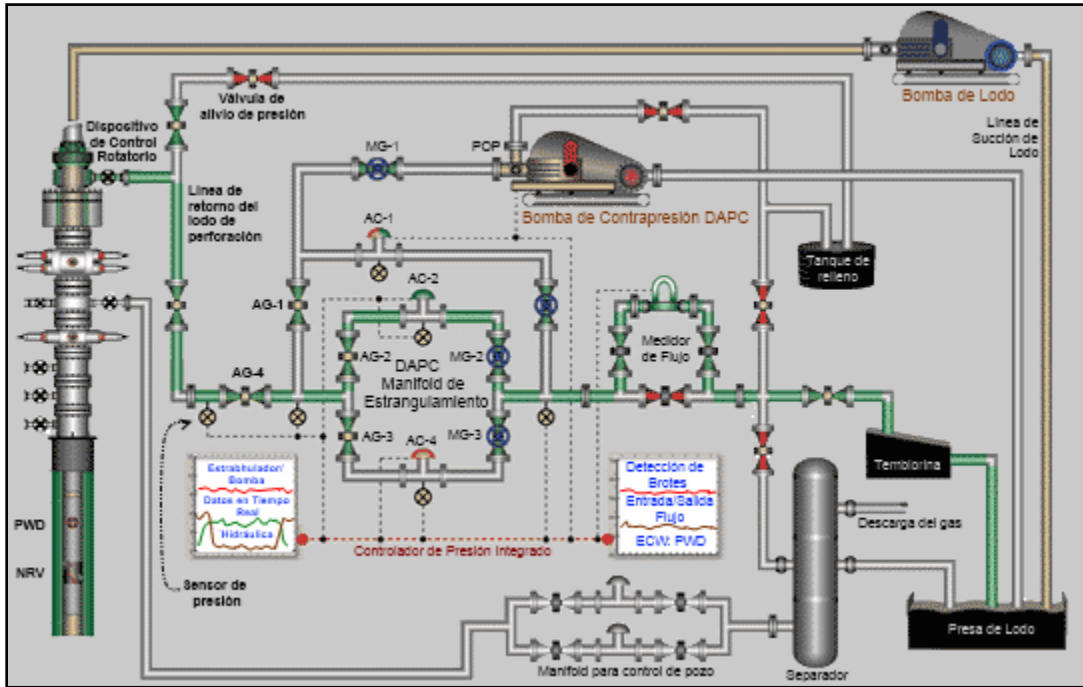 Bomba de Lodo
Válvula de
alivio de presión
Dispositivo
de Control
Rotatorio
Línea de
Succión de
Lodo
MG-1
POP
Línea de
retorno del
lodo de
perforación
Bomba de Contrapresión DAPC
AC-1
AC-2
Tanque de
relleno
AG-1
AG-2
DAPC
Manifold de
Estrangulamiento
MG-2
Medidor
de Flujo
AG-4
AG-3
AC-4
MG-3
Temblorina
Estrabhulador/
Bomba
Datos en Tiempo
Real
Hidráulica
Detección de
Brotes
Entrada/Salida
Flujo
ECW: PWD
Descarga del gas
PWD
Controlador de Presión Integrado
NRV
Sensor de
presión
Presa de Lodo
Manifold para control de pozo
Separador